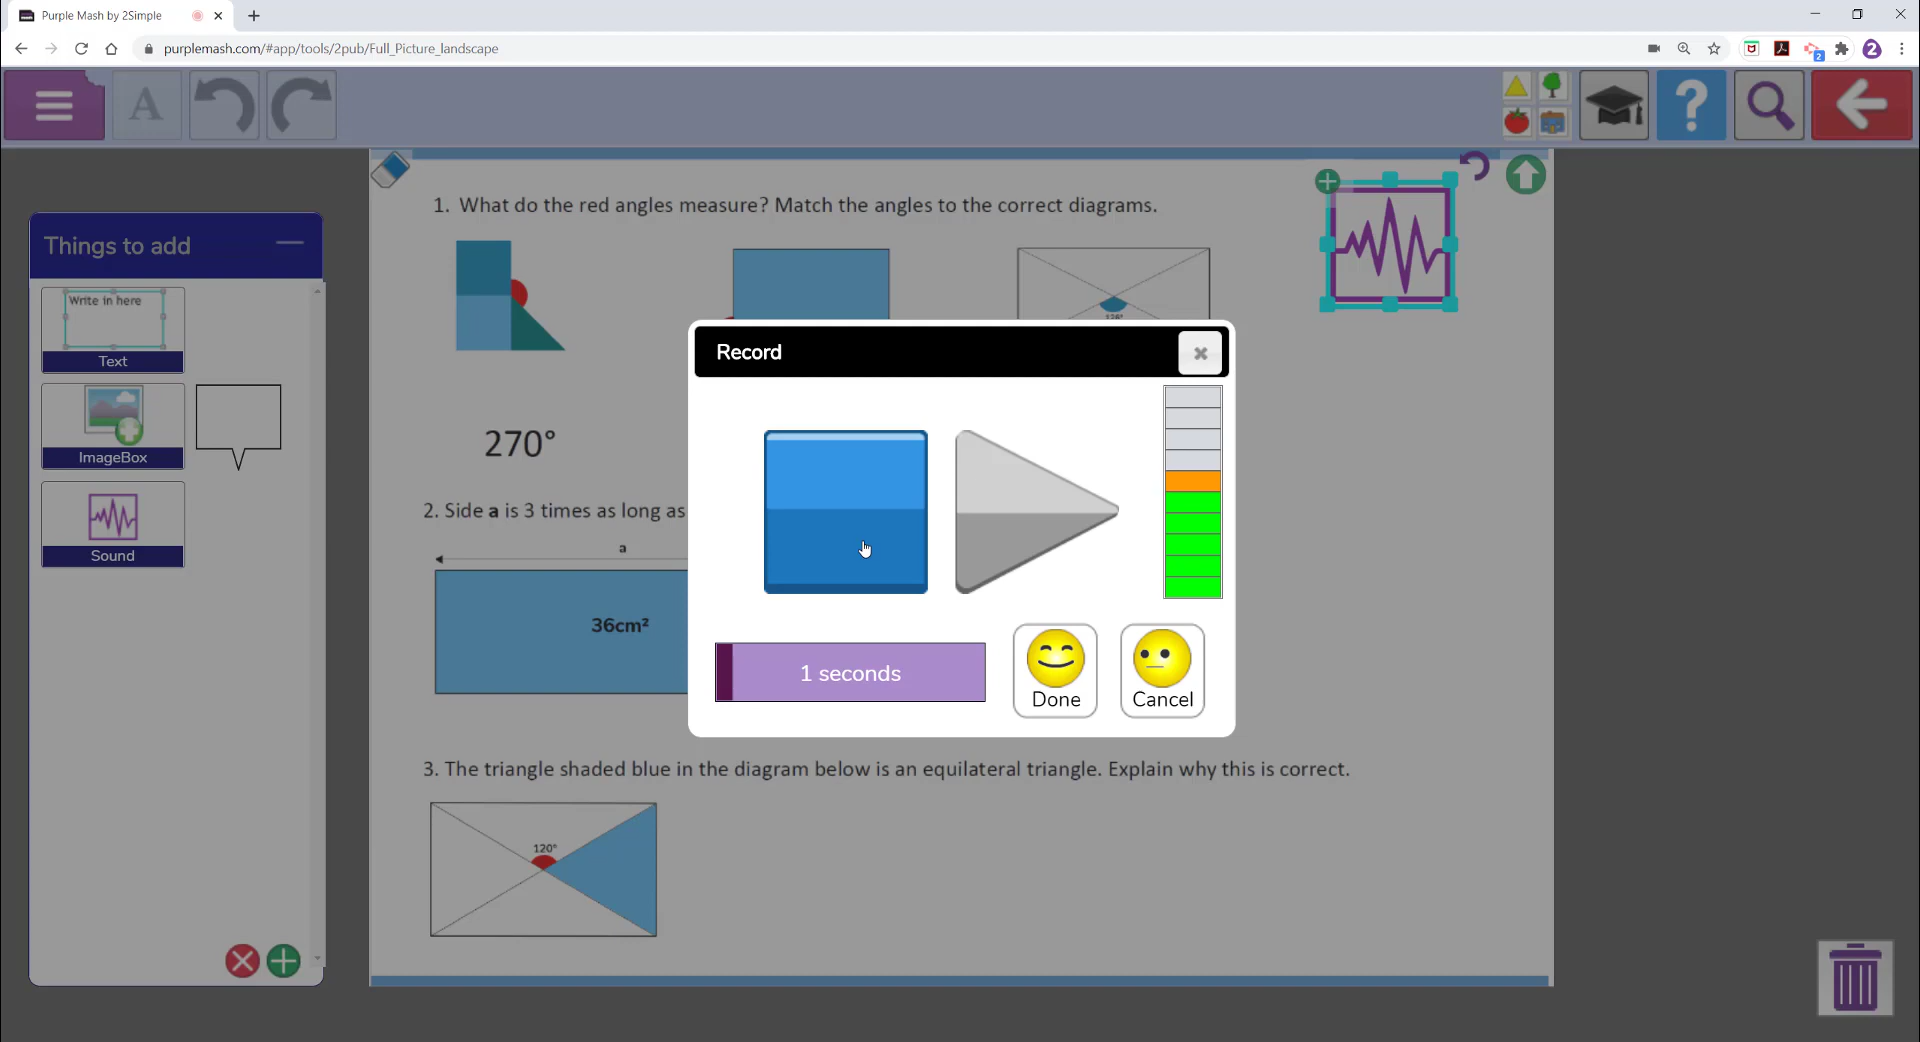 Purple Mash by 2Simple
purplemash.com/#app/tools/2pub/Full_Picture_landscape
2
2
A
?
Things to add
Write in here
Text
ImageBox
Sound
1. What do the red angles measure? Match the angles to the correct diagrams.
126°
270°
2. Side a is 3 times as long as
a
36cm²
Record
1 seconds
Done
Cancel
3. The triangle shaded blue in the diagram below is an equilateral triangle. Explain why this is correct.
120°